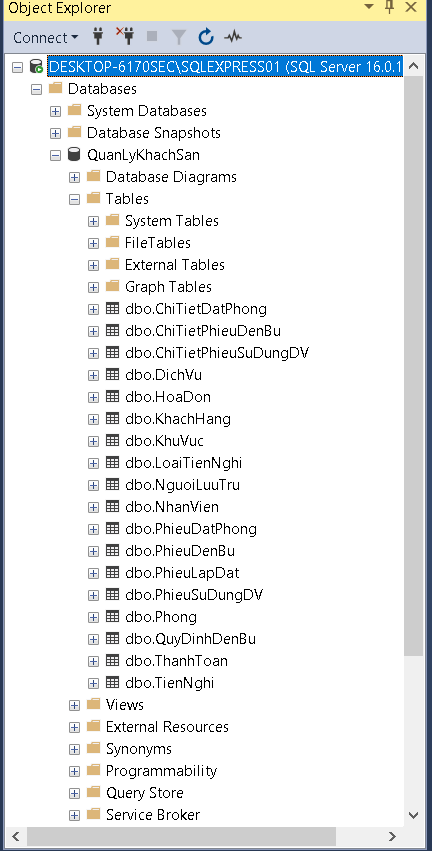 Object Explorer
Connect
DESKTOP-6170SEC\SQLEXPRESS01 (SQL Server 16.0.1
Databases
System Databases
Database Snapshots
QuanLyKhachSan
Database Diagrams
Tables
System Tables
FileTables
External Tables
Graph Tables
dbo.ChiTietDatPhong
dbo.ChiTietPhieuDenBu
dbo.ChiTietPhieuSuDungDV
dbo.DichVu
dbo.HoaDon
dbo.KhachHang
dbo.KhuVuc
dbo.LoaiTienNghi
dbo.NguoiLuuTru
dbo.NhanVien
dbo.PhieuDatPhong
dbo.PhieuDenBu
dbo.PhieuLapDat
dbo.PhieuSuDungDV
dbo.Phong
dbo.QuyDinhDenBu
dbo.ThanhToan
dbo.TienNghi
Views
External Resources
Synonyms
Programmability
Query Store
Service Broker